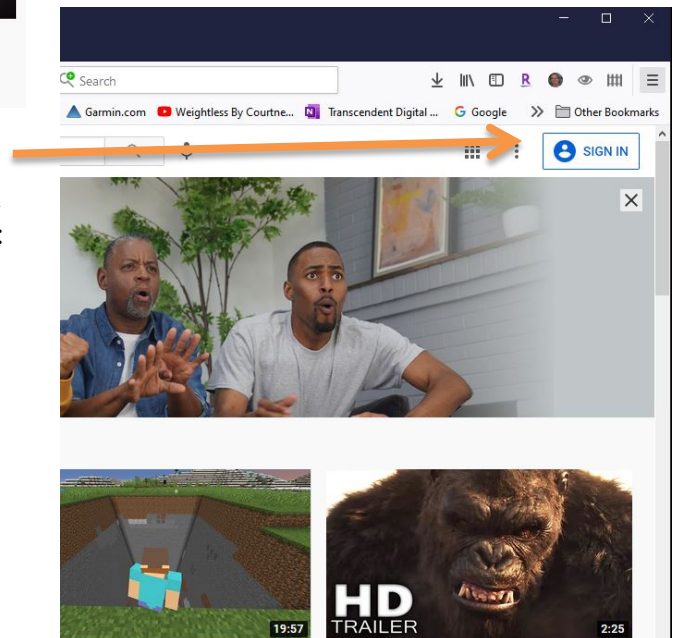 Search
R
Garmin.com Weightless By Courtne... N Transcendent Digital ... G Google Other Bookmarks
SIGN IN
:
19:57
HD
TRAILER
2:25